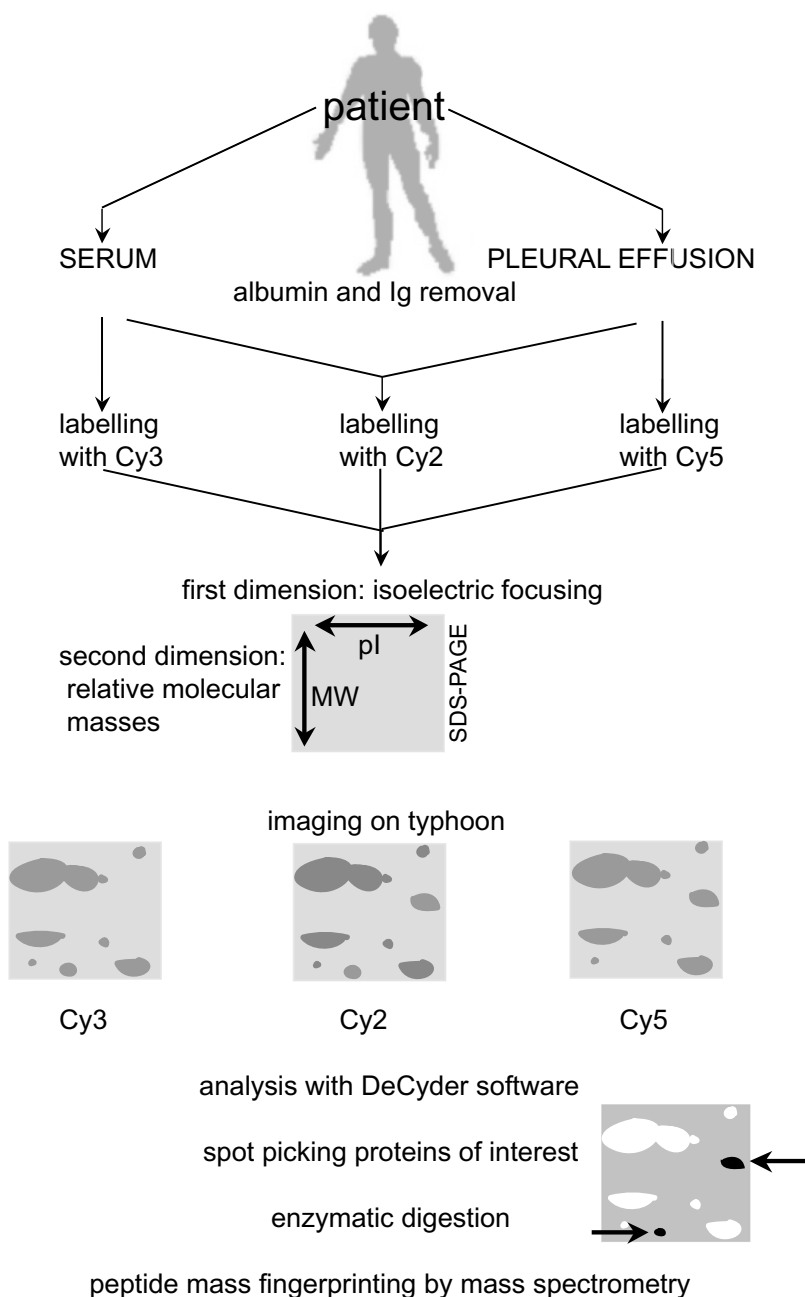 patient
SERUM
PLEURAL EFFUSION
albumin and Ig removal
labelling
with Cy3
labelling
with Cy2
labelling
with Cy5
first dimension: isoelectric focusing
second dimension:
relative molecular
masses
pI
MW
SDS-PAGE
imaging on typhoon
Cy3
Cy2
Cy5
analysis with DeCyder software
spot picking proteins of interest
enzymatic digestion
peptide mass fingerprinting by mass spectrometry